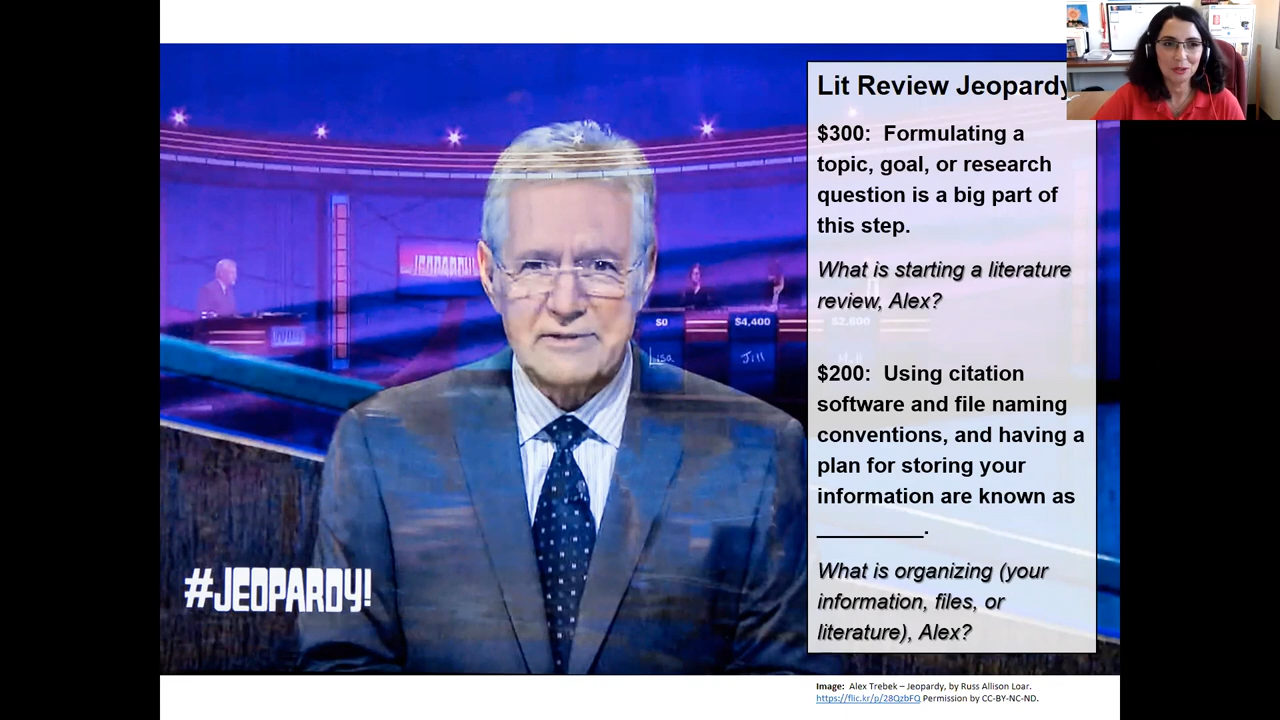 Lit Review Jeopardy
$300:  Formulating a
topic, goal, or research
question is a big part of
this step.
What is starting a literature
review, Alex?
$200:  Using citation
software and file naming
conventions, and having a
plan for storing your
information are known as
_________.
What is organizing (your
information, files, or
literature), Alex?
JEOPARDY!
$0
$4,400
$2,800
Lisa
Jill
#JEOPARDY!
Image:  Alex Trebek – Jeopardy, by Russ Allison Loar.
https://flic.kr/p/28QzbFQ Permission by CC-BY-NC-ND.